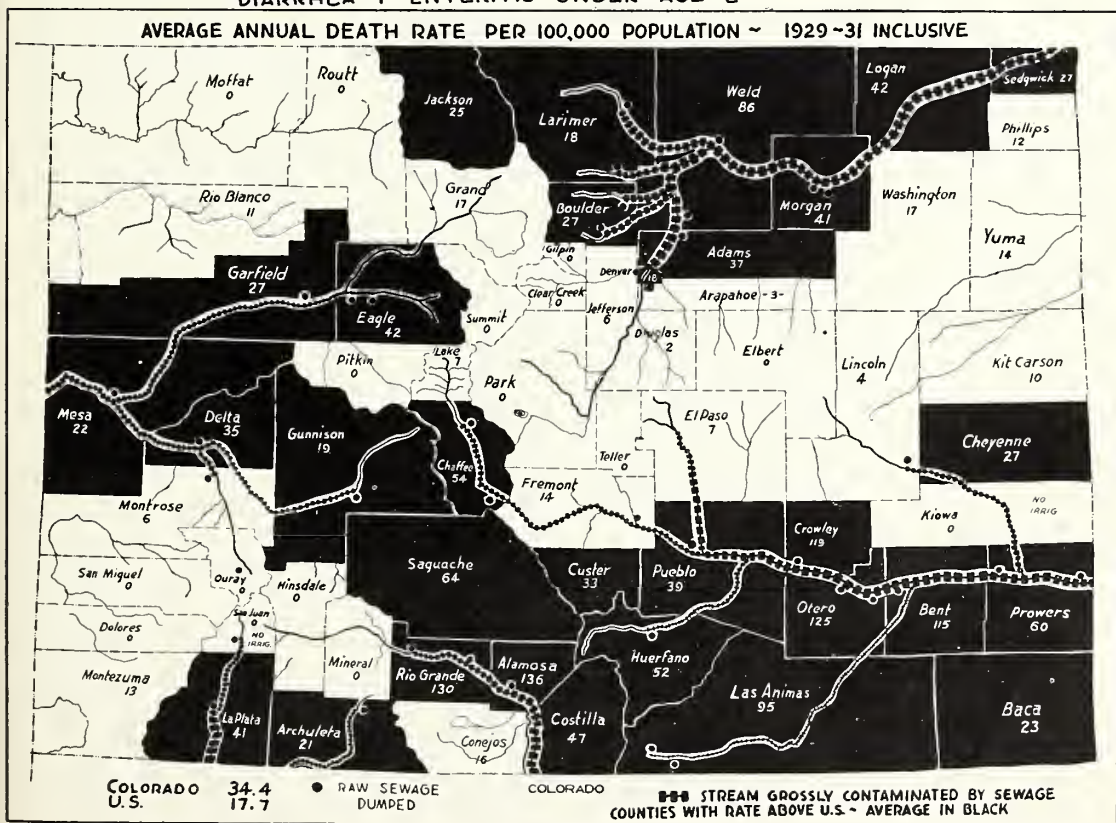 DIARRHEA ENTERITIS UNDER AGE
AVERAGE ANNUAL DEATH RATE PER 100,000 POPULATION ~ 1929~31 INCLUSIVE
Moffat
0
Routt
0
Jackson
25
Larimer
18
Weld
86
Logan
42
Sedgwick 27
Phillips
12
Rio Blanco
11
Grand
17
Boulder
27
Morgan
41
Washington
17
Yuma
14
Garfield
27
Eagle
42
Summit
0
Gilpin
0
Clear Creek
0
Denver
Jefferson
6
Adams
37
Arapahoe -3-
Douglas
2
Elbert
0
Lincoln
4
Kit Carson
10
Pitkin
0
Lake
7
Park
0
Mesa
22
Delta
35
Gunnison
19
Chaffee
54
Teller
0
El Paso
7
Cheyenne
27
Montrose
6
Fremont
14
Crowley
119
Kiowa
0
NO
IRRIG
San Miguel
0
Ouray
0
Hinsdale
0
Saguache
64
Custer
33
Pueblo
39
Otero
125
Bent
115
Prowers
60
Dolores
0
San Juan
0
NO
IRRIG.
Montezuma
13
Mineral
0
Rio Grande
130
Alamosa
136
Huerfano
52
Las Animas
95
Baca
23
La Plata
41
Archuleta
21
Conejos
16
Costilla
47
COLORADO 34.4
U.S. 17.7
RAW SEWAGE
DUMPED
COLORADO
STREAM GROSSLY CONTAMINATED BY SEWAGE
COUNTIES WITH RATE ABOVE U.S.~ AVERAGE IN BLACK